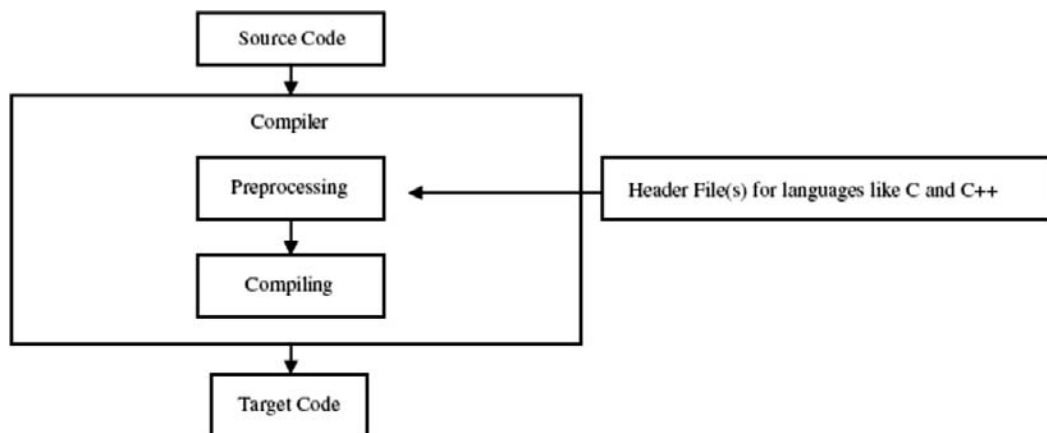 Source Code
Compiler
Preprocessing
Header File(s) for languages like C and C++
Compiling
Target Code